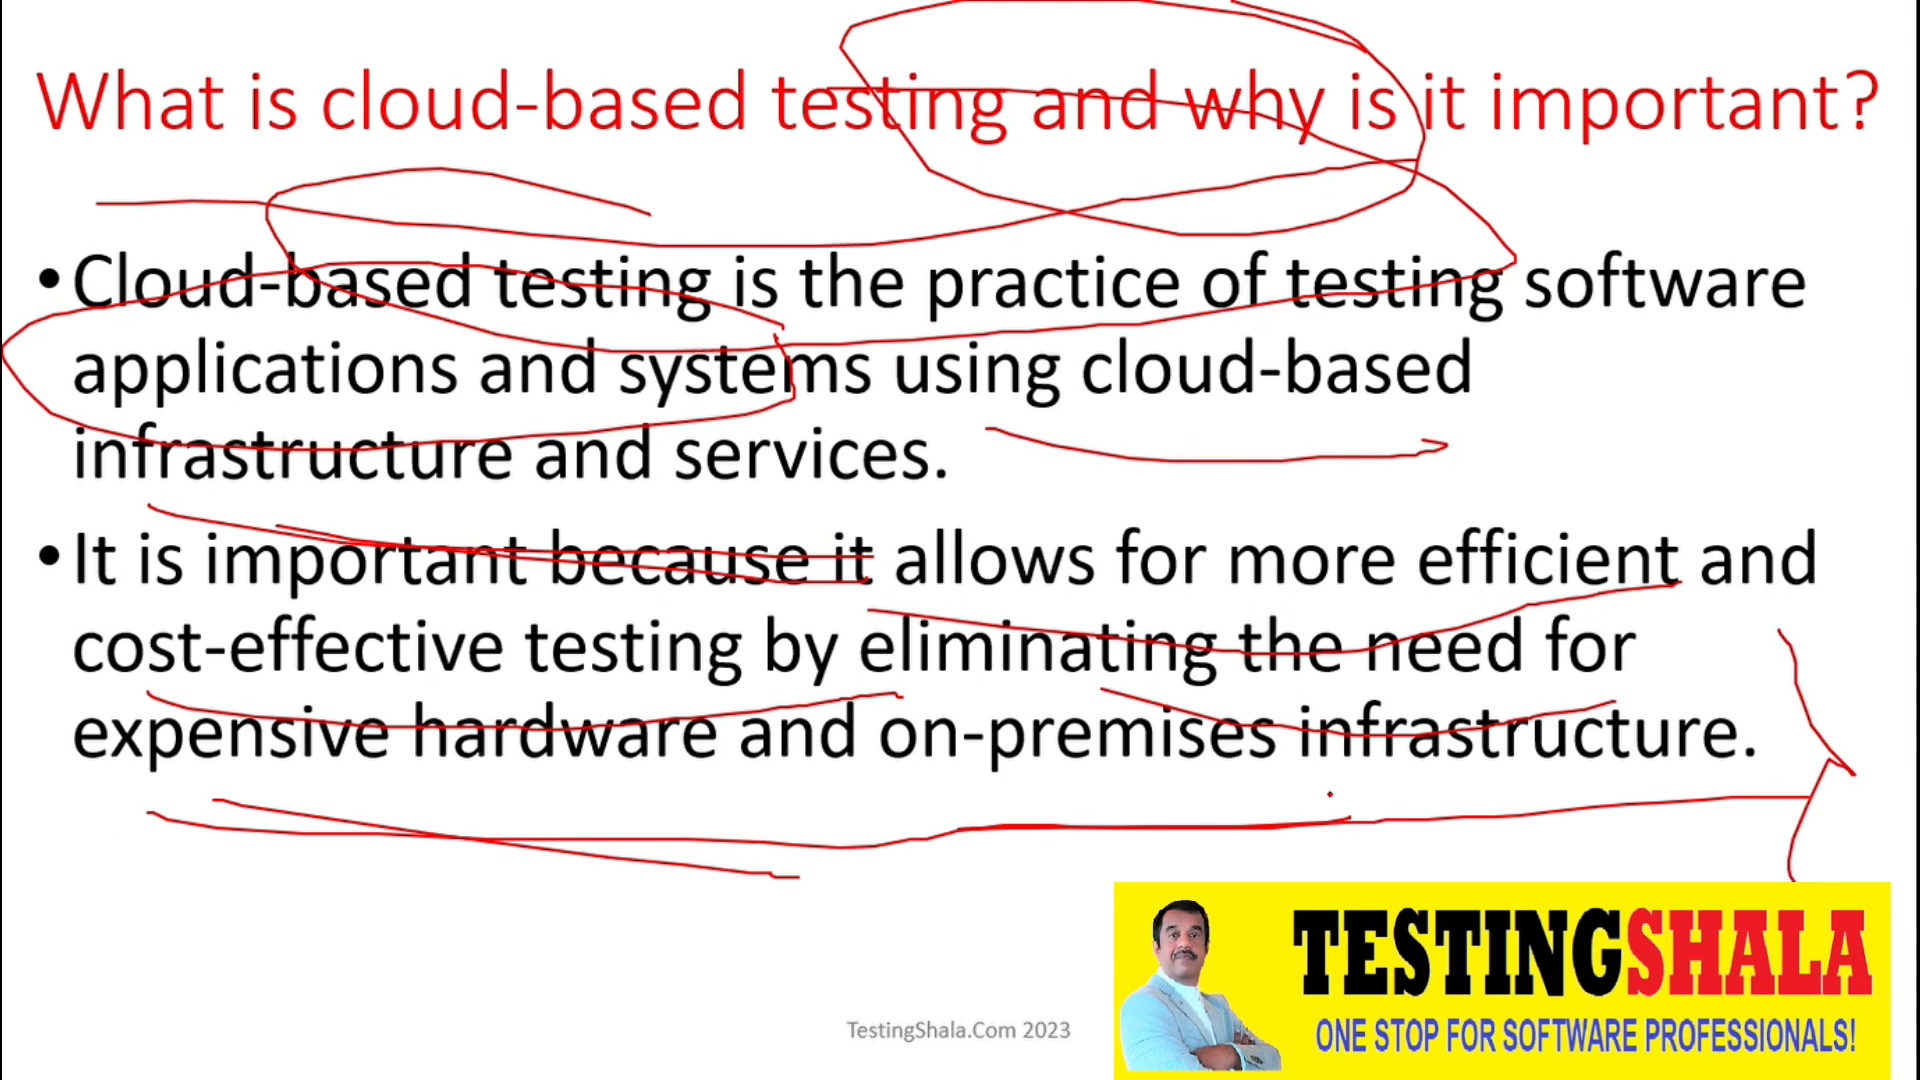 What is cloud-based testing and why is it important?
•Cloud-based testing is the practice of testing software
applications and systems using cloud-based
infrastructure and services.
•It is important because it allows for more efficient and
cost-effective testing by eliminating the need for
expensive hardware and on-premises infrastructure.
TestingShala.Com 2023
TESTINGSHALA
ONE STOP FOR SOFTWARE PROFESSIONALS!